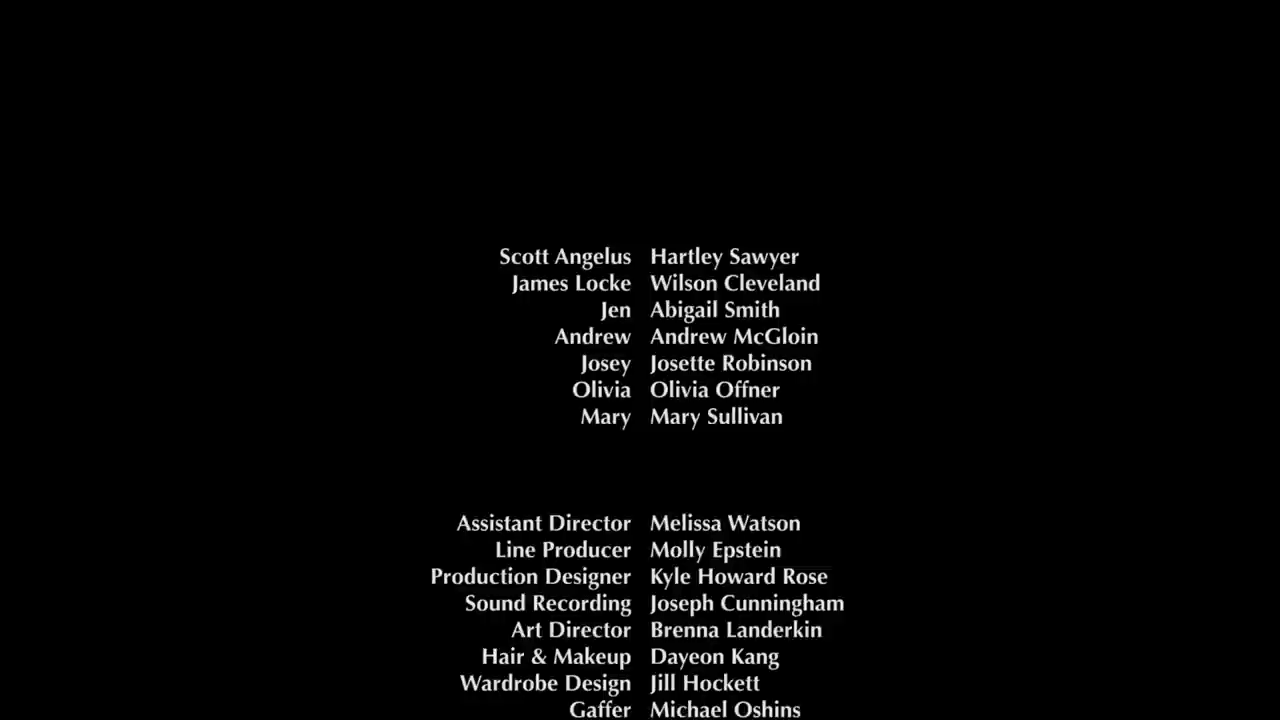 Scott Angelus Hartley Sawyer
James Locke Wilson Cleveland
Jen Abigail Smith
Andrew Andrew McGloin
Josey Josette Robinson
Olivia Olivia Offner
Mary Mary Sullivan
Assistant Director Melissa Watson
Line Producer Molly Epstein
Production Designer Kyle Howard Rose
Sound Recording Joseph Cunningham
Art Director Brenna Landerkin
Hair & Makeup Dayeon Kang
Wardrobe Design Jill Hockett
Gaffer Michael Oshins